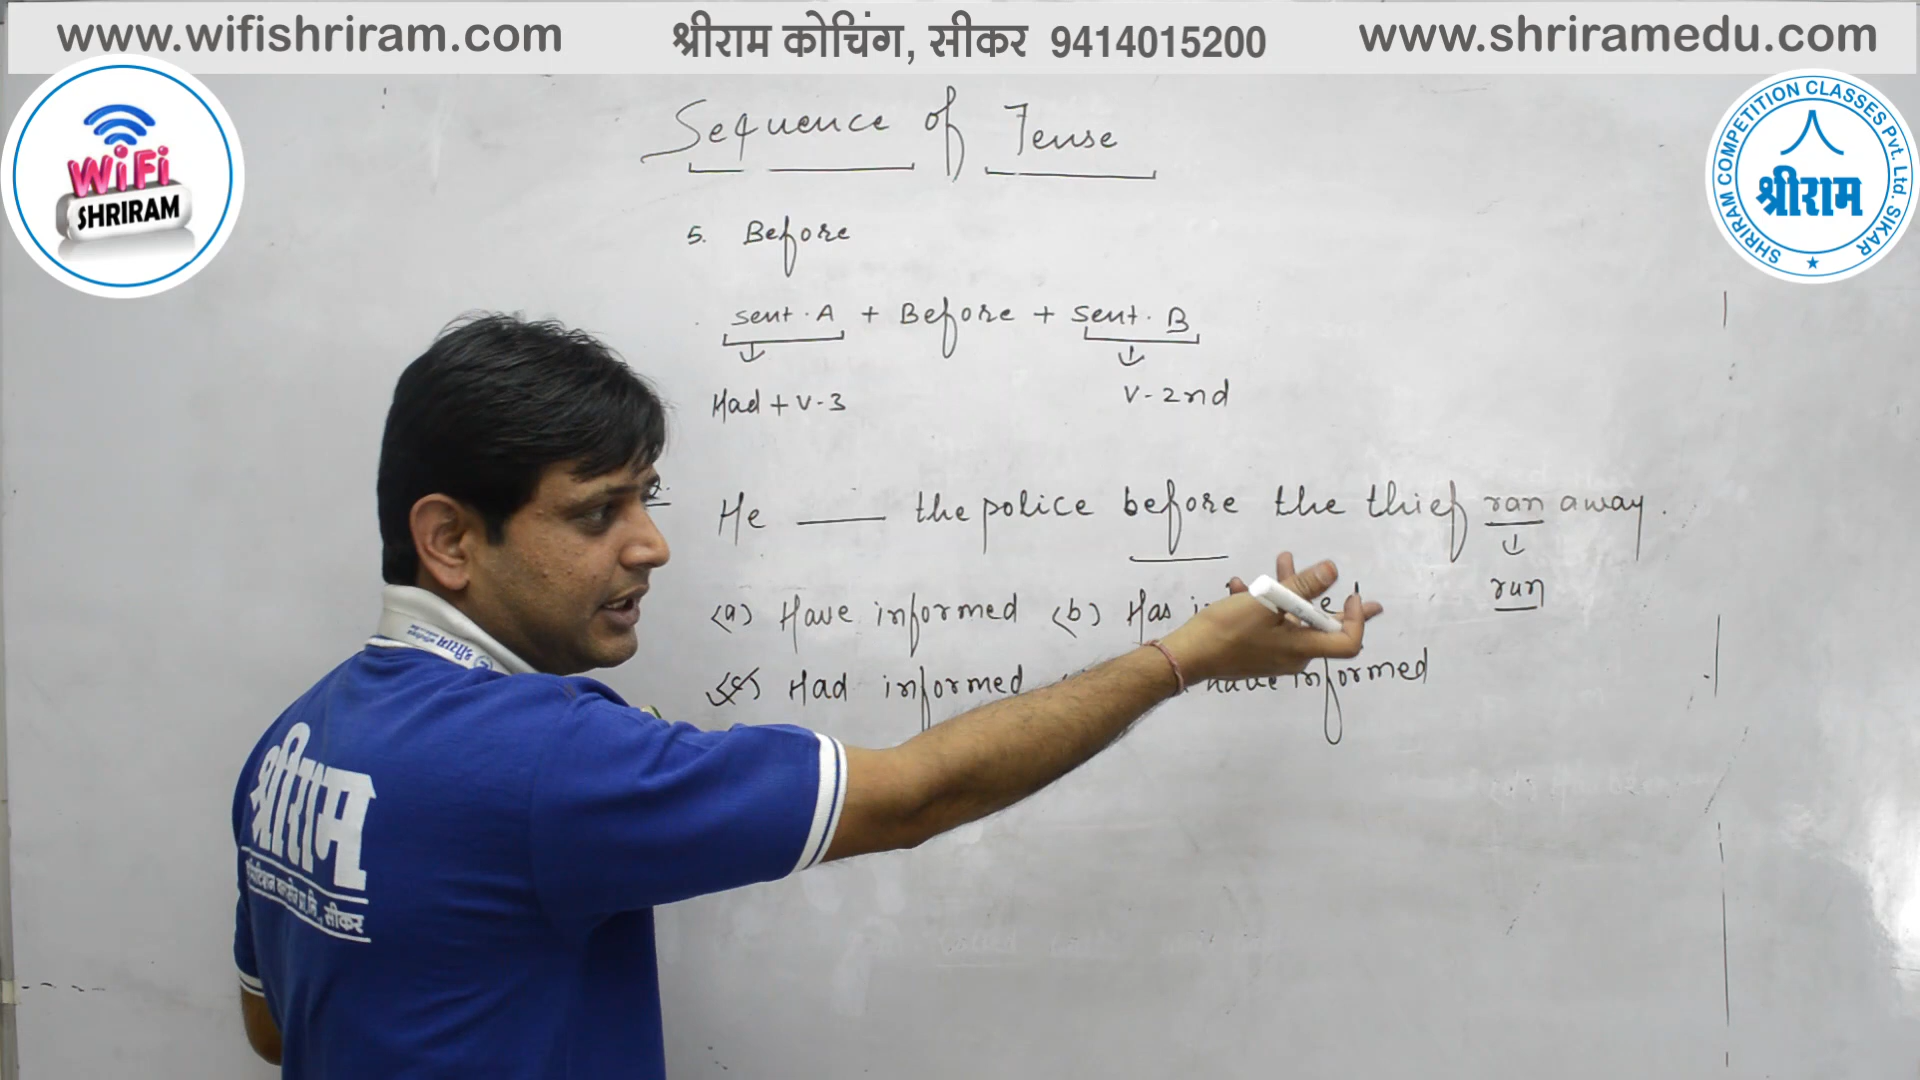 www.wifishriram.com
श्रीराम कोचिंग, सीकर 9414015200
www.shriramedu.com
WiFi
SHRIRAM
SHRIRAM COMPETITION CLASSES Pvt. Ltd. SIKAR
श्रीराम
Sequence of Tense
5. Before
Sent. A + Before + Sent. B
Had + V-3
V-2nd
He ____ the police before the thief ran away.
run
(a) Have informed (b) Has
(c) Had informed have informed
श्रीराम
श्रीराम
सीकर